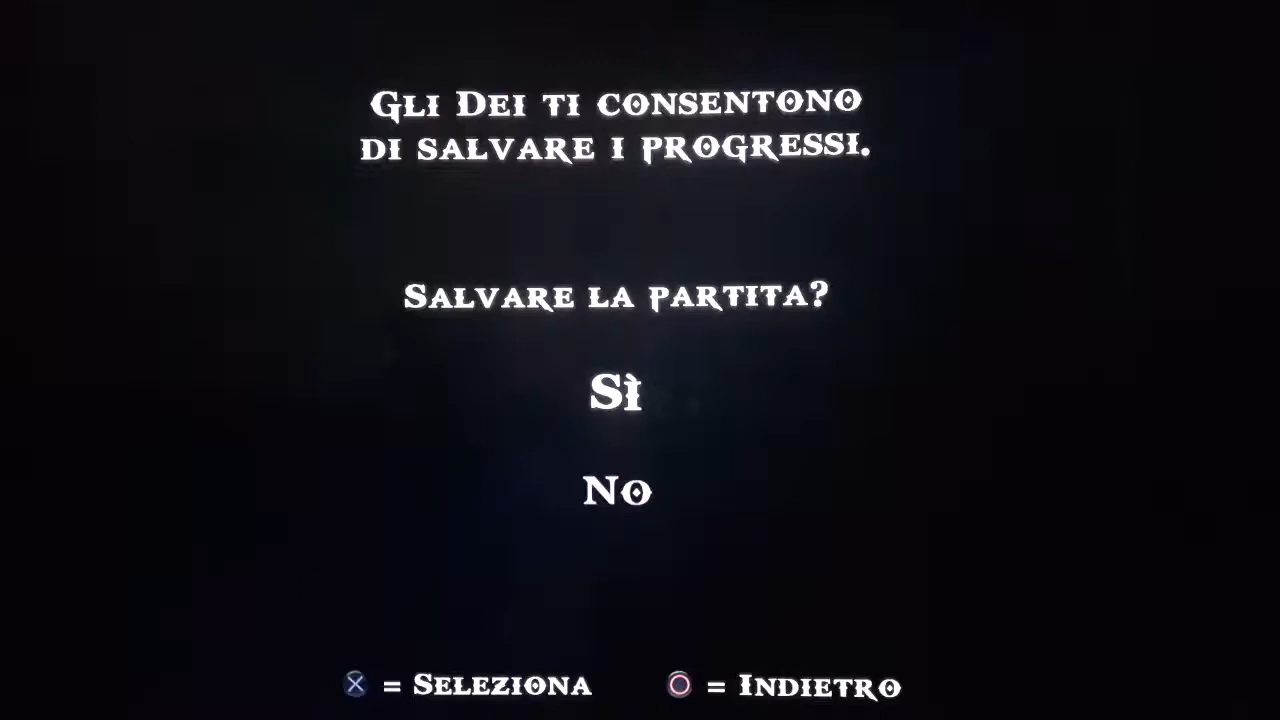 Gli Dei ti consentono
di salvare i progressi.
Salvare la partita?
Sì
No
= Seleziona = Indietro